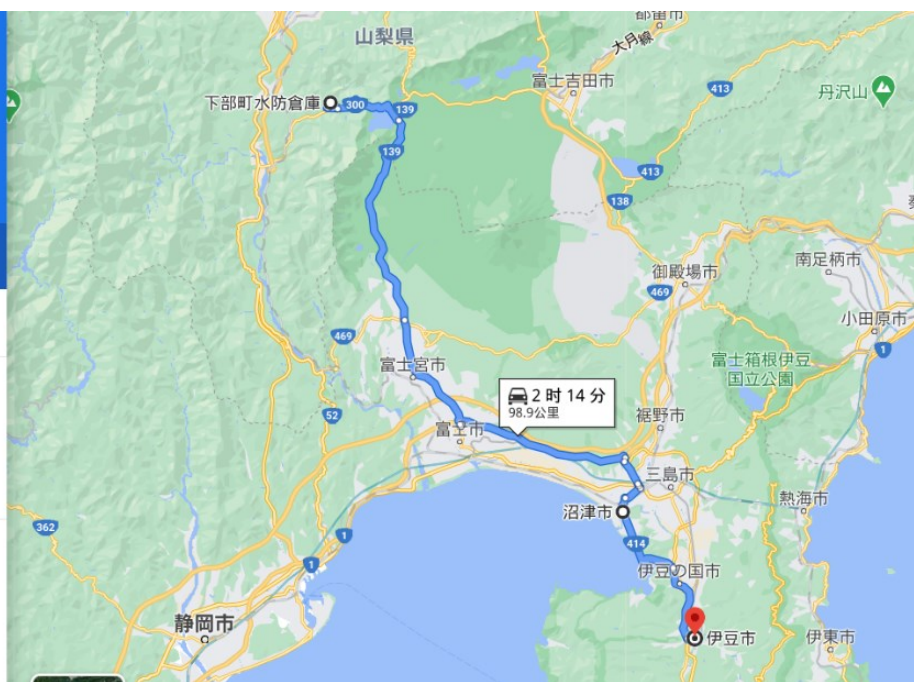 都留市
山梨県
大月線
富士吉田市
413
丹沢山
下部町水防倉庫
300
139
139
413
138
南足柄市
御殿場市
469
小田原市
1
469
富士宮市
富士箱根伊豆
国立公園
2 时 14 分
98.9公里
52
裾野市
富士市
三島市
熱海市
沼津市
362
1
414
1
伊豆の国市
静岡市
伊豆市
伊東市